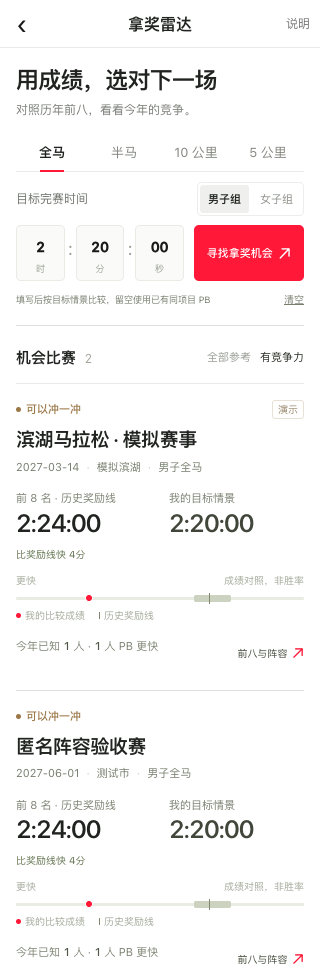 ‹ 拿奖雷达 说明
用成绩，选对下一场
对照历年前八，看看今年的竞争。
全马 半马 10 公里 5 公里
目标完赛时间 男子组 女子组
2 : 20 : 00 寻找拿奖机会 ↗
时 分 秒
填写后按目标情景比较，留空使用已有同项目 PB 清空
机会比赛 2 全部参考 有竞争力
可以冲一冲 演示
滨湖马拉松 · 模拟赛事
2027-03-14 · 模拟滨湖 · 男子全马
前 8 名 · 历史奖励线 我的目标情景
2:24:00 2:20:00
比奖励线快 4分
更快 成绩对照，非胜率
我的比较成绩 历史奖励线
今年已知 1 人 · 1 人 PB 更快
前八与阵容 ↗
可以冲一冲
匿名阵容验收赛
2027-06-01 · 测试市 · 男子全马
前 8 名 · 历史奖励线 我的目标情景
2:24:00 2:20:00
比奖励线快 4分
更快 成绩对照，非胜率
我的比较成绩 历史奖励线
今年已知 1 人 · 1 人 PB 更快
前八与阵容 ↗